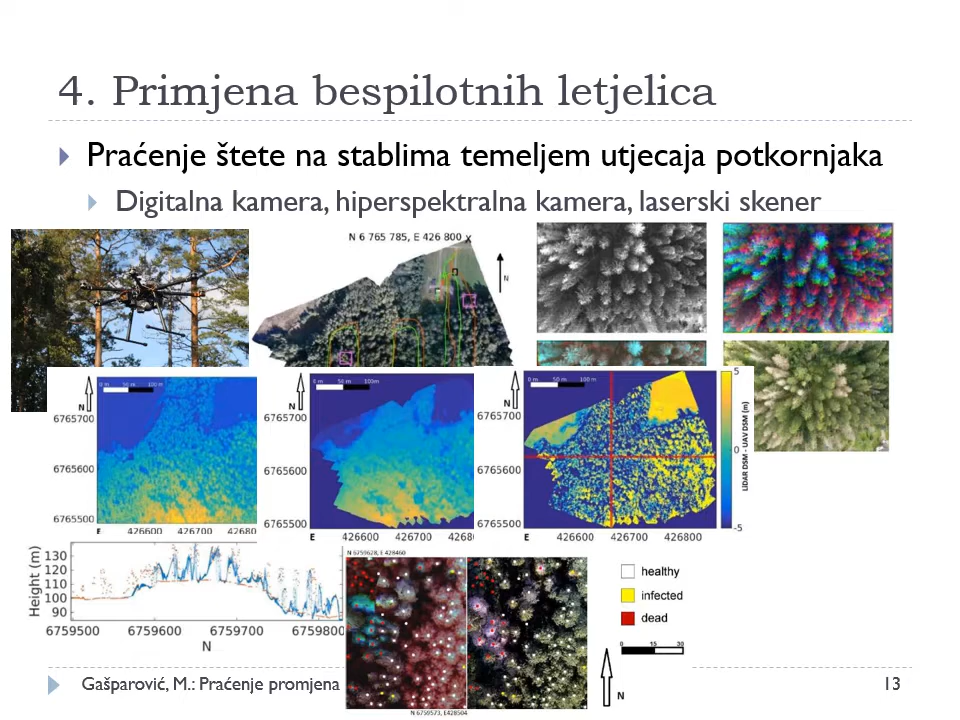 4. Primjena bespilotnih letjelica
Praćenje štete na stablima temeljem utjecaja potkornjaka
Digitalna kamera, hiperspektralna kamera, laserski skener
N 6 765 785, E 426 800 x
N
0 m 50 m 100 m
N
6765700
6765600
6765500
E 426600 426700 42680
0 m 50 m 100m
N
6765700
6765600
6765500
E 426600 426700 4268
0 m 50 m 100 m
N
6765700
6765600
6765500
E 426600 426700 426800
5
0
-5
LIDAR DSM - UAV DSM (m)
Height (m)
130
120
110
100
90
6759500 6759600 6759700 6759800
N
N 6759628, E 428460
N 6759573, E428504
healthy
infected
dead
0 15 30
N
Gašparović, M.: Praćenje promjena
13